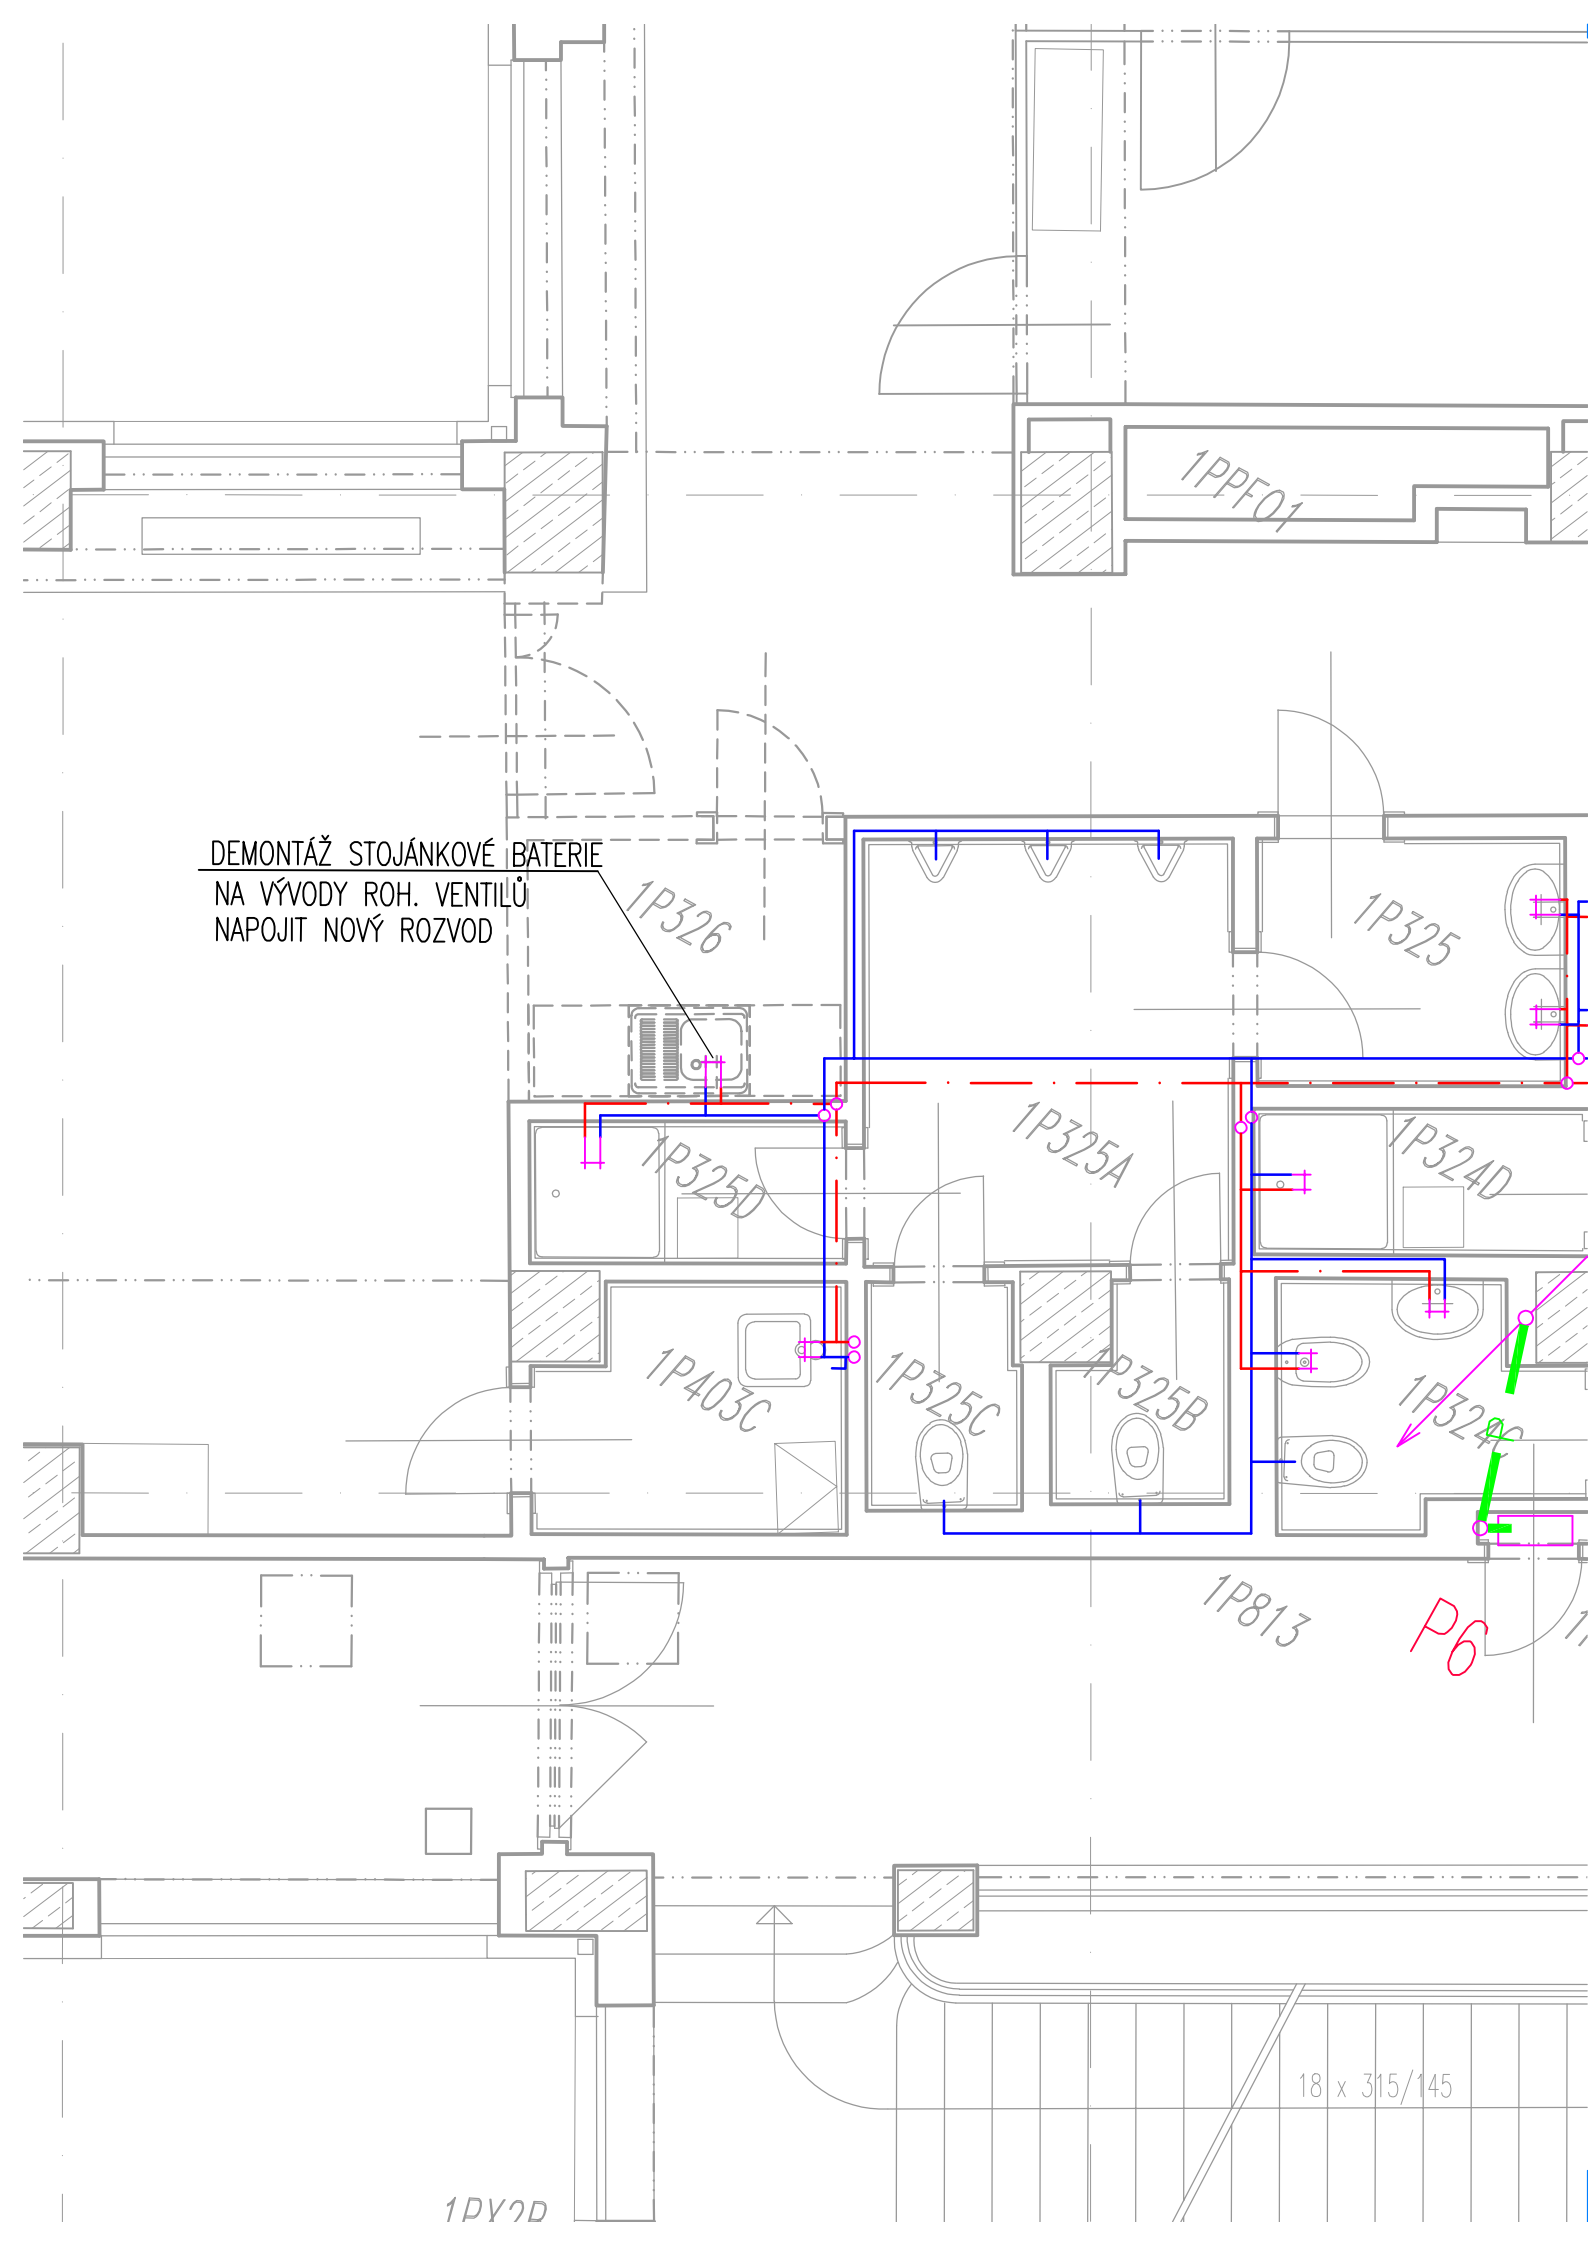 1PPF01
DEMONTÁŽ STOJÁNKOVÉ BATERIE
NA VÝVODY ROH. VENTILŮ
NAPOJIT NOVÝ ROZVOD
1P326
1P325
1P325D
1P325A
1P324D
1P403C
1P325C
1P325B
1P324C
P
1P813
P6
18 x 315/145